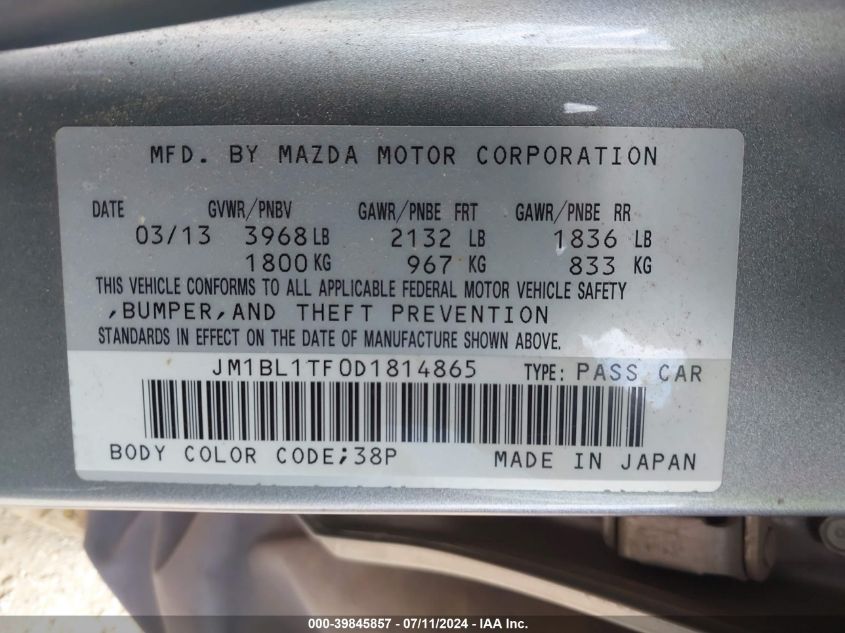 MFD. BY MAZDA MOTOR CORPORATION
DATE GVWR/PNBV GAWR/PNBE FRT GAWR/PNBE RR
03/13 3968 LB 2132 LB 1836 LB
1800 KG 967 KG 833 KG
THIS VEHICLE CONFORMS TO ALL APPLICABLE FEDERAL MOTOR VEHICLE SAFETY
,BUMPER,AND THEFT PREVENTION
STANDARDS IN EFFECT ON THE DATE OF MANUFACTURE SHOWN ABOVE.
JM1BL1TF0D1814865 TYPE: PASS CAR
BODY COLOR CODE;38P MADE IN JAPAN
000-39845857 - 07/11/2024 - IAA Inc.